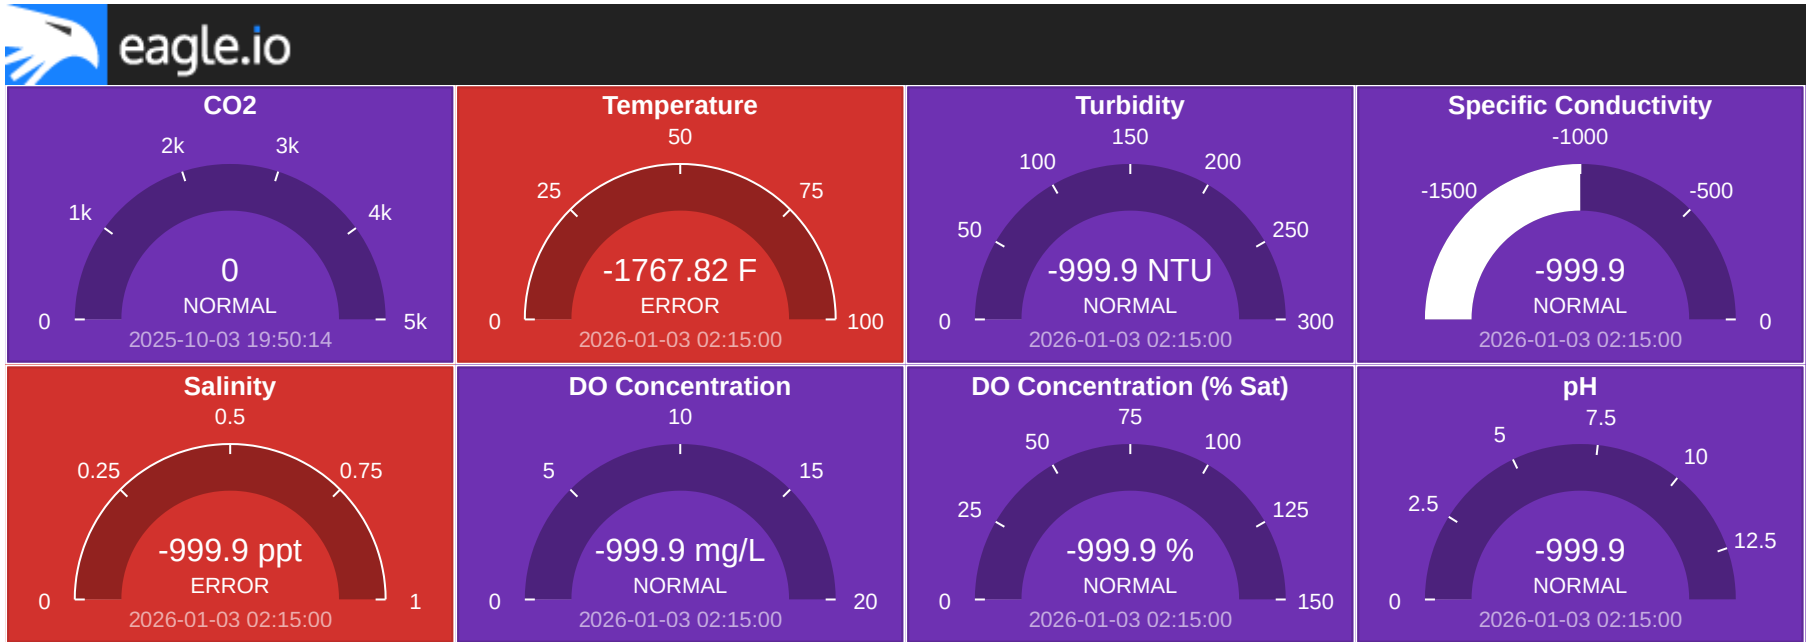 eagle.io
CO2
2k
3k
1k
4k
0
NORMAL
0
5k
2025-10-03 19:50:14
Temperature
50
25
75
-1767.82 F
ERROR
0
100
2026-01-03 02:15:00
Turbidity
150
100
200
50
250
-999.9 NTU
NORMAL
0
300
2026-01-03 02:15:00
Specific Conductivity
-1000
-1500
-500
-999.9
NORMAL
0
2026-01-03 02:15:00
Salinity
0.5
0.25
0.75
-999.9 ppt
ERROR
0
1
2026-01-03 02:15:00
DO Concentration
10
5
15
-999.9 mg/L
NORMAL
0
20
2026-01-03 02:15:00
DO Concentration (% Sat)
75
50
100
25
125
-999.9 %
NORMAL
0
150
2026-01-03 02:15:00
pH
7.5
5
10
2.5
12.5
-999.9
NORMAL
0
2026-01-03 02:15:00